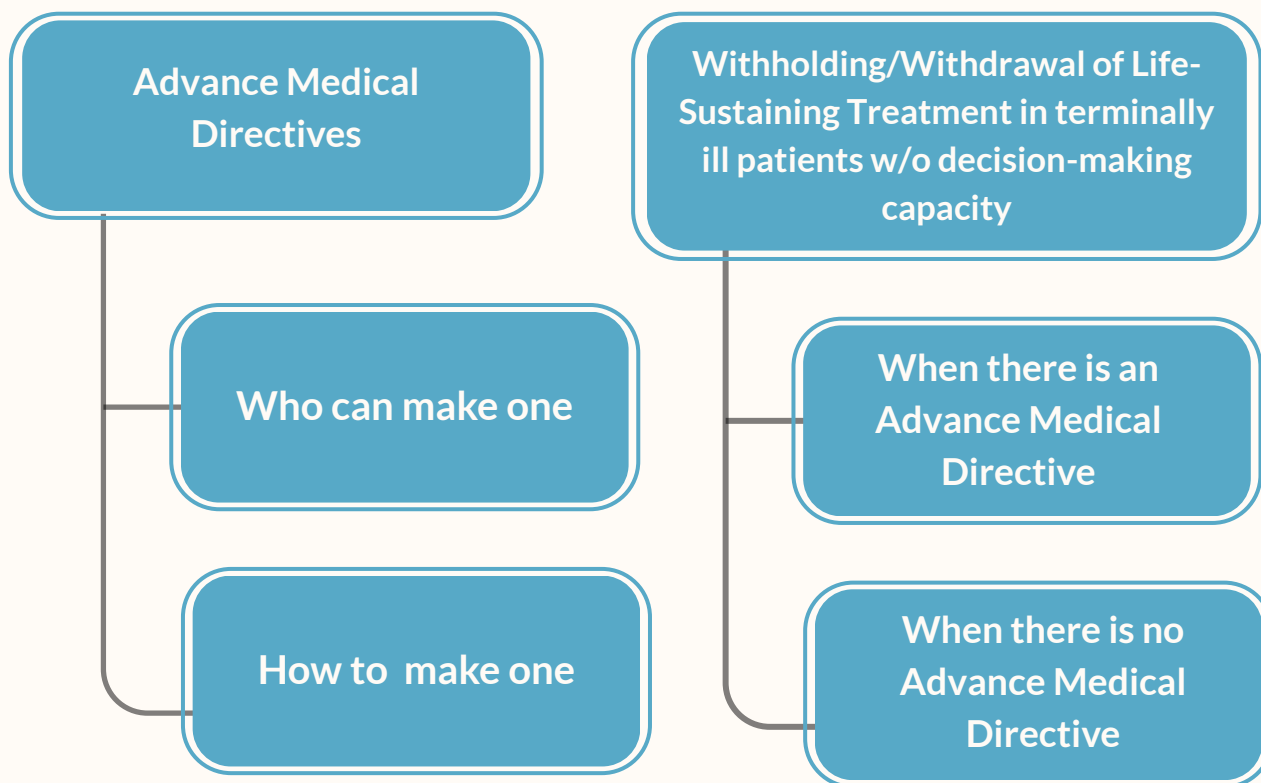 Advance Medical
Directives
Who can make one
How to make one
Withholding/Withdrawal of Life-
Sustaining Treatment in terminally
ill patients w/o decision-making
capacity
When there is an
Advance Medical
Directive
When there is no
Advance Medical
Directive